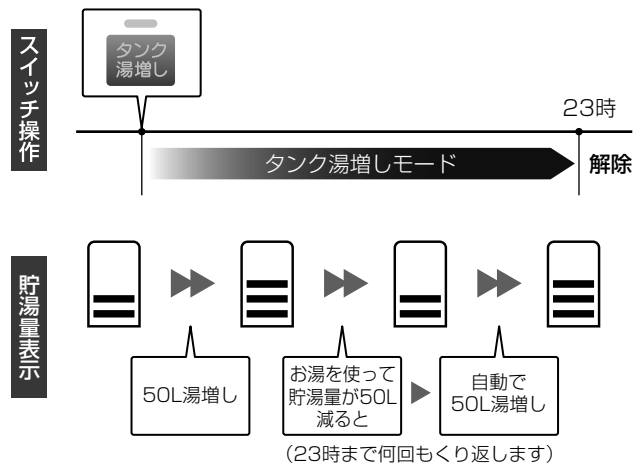 スイッチ操作
タンク
湯増し
23時
タンク湯増しモード
解除
貯湯量表示
50L湯増し
お湯を使って
貯湯量が50L
減ると
自動で
50L湯増し
（23時まで何回もくり返します）